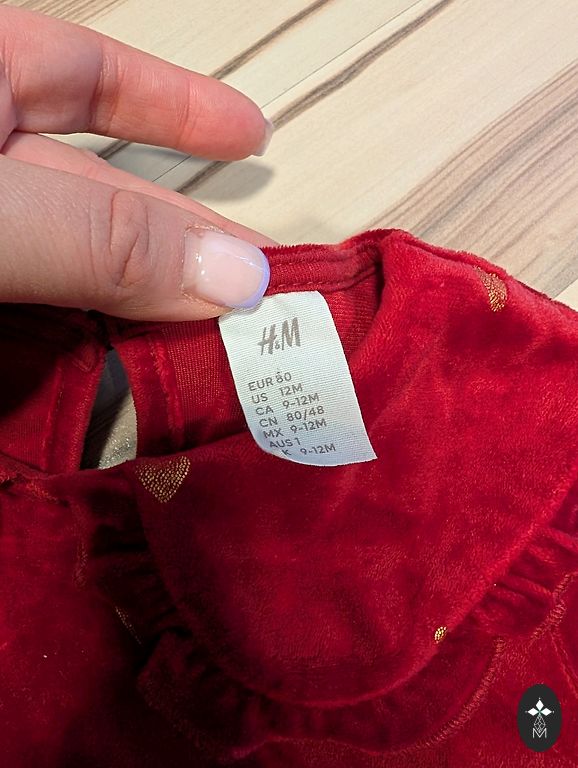 H&M
EUR 80
US 12M
CA 9-12M
CN 80/48
MX 9-12M
AUS 1
K 9-12M
M